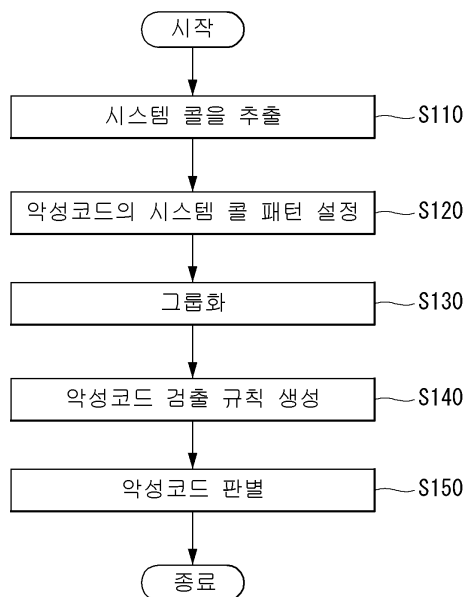 시작
시스템 콜을 추출
S110
악성코드의 시스템 콜 패턴 설정
S120
그룹화
S130
악성코드 검출 규칙 생성
S140
악성코드 판별
S150
종료